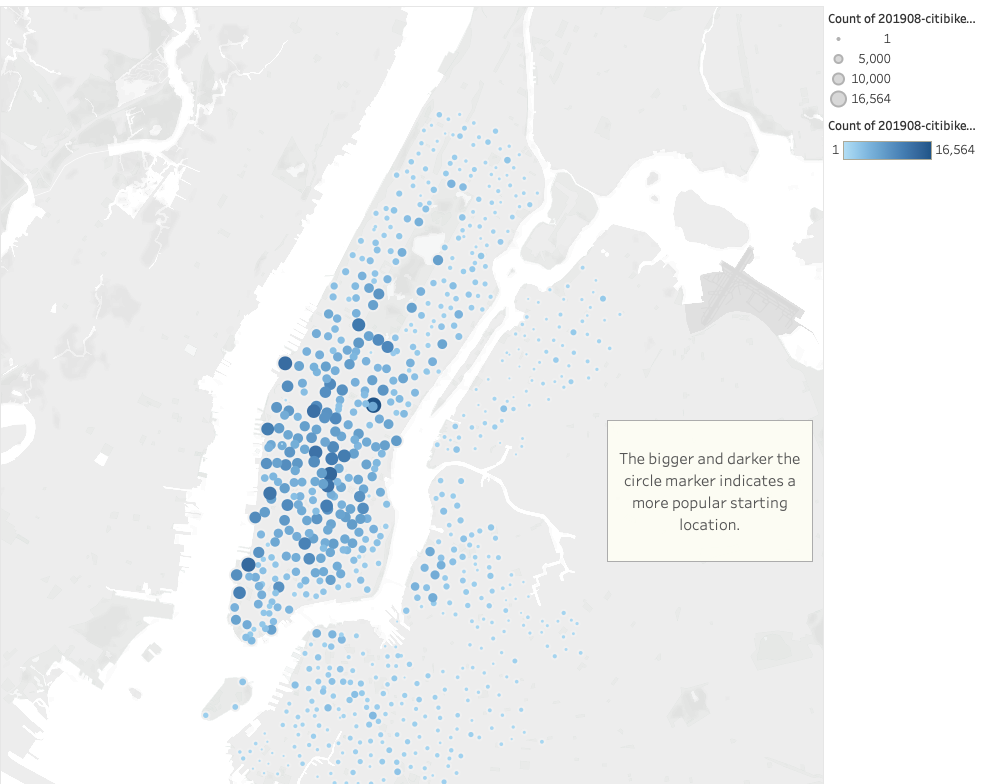 Count of 201908-citibike...
1
5,000
10,000
16,564
Count of 201908-citibike...
1 16,564
The bigger and darker the
circle marker indicates a
more popular starting
location.